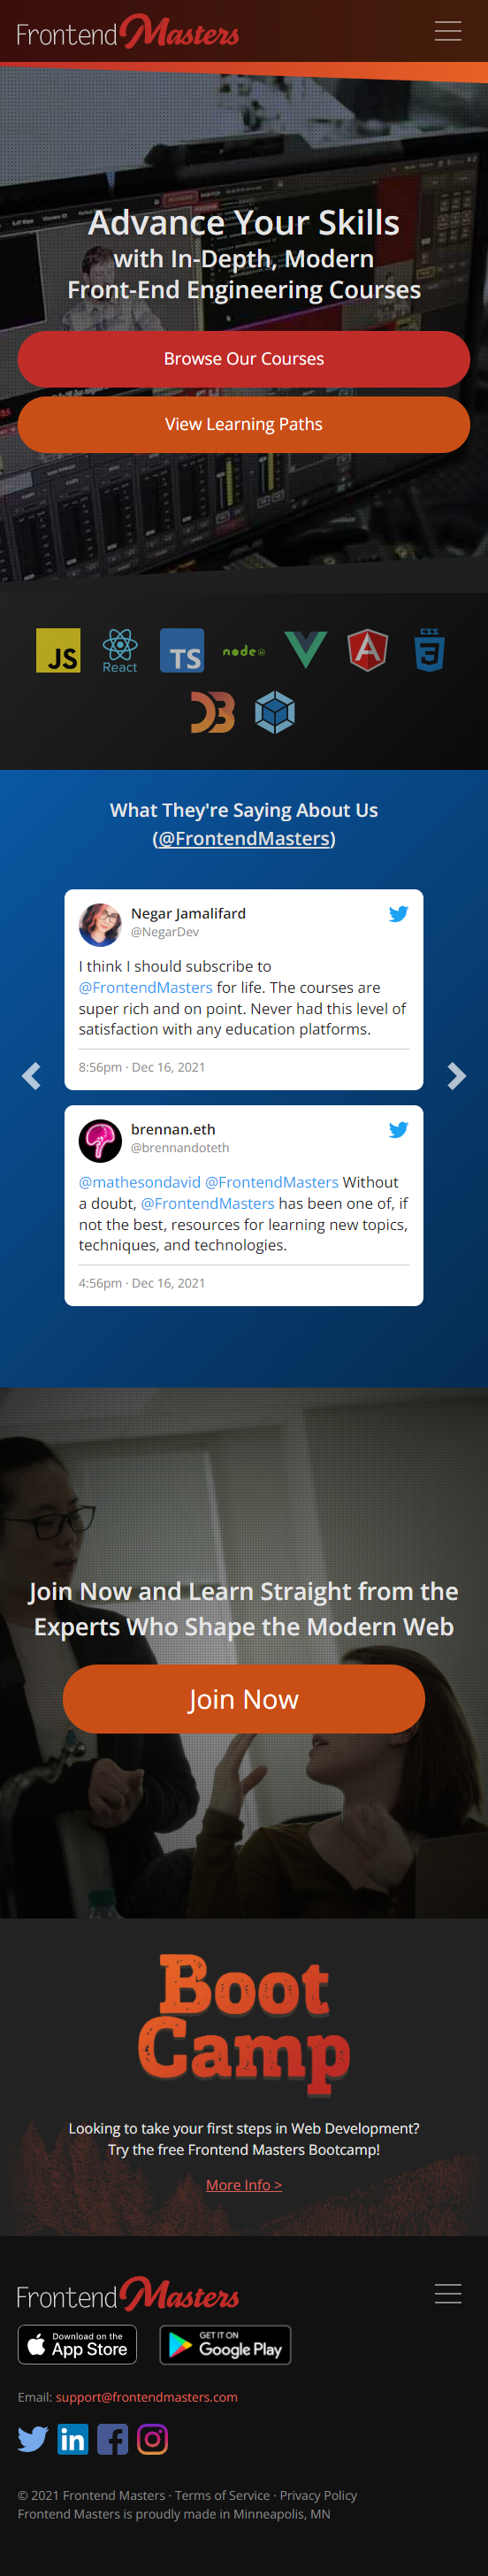 Frontend Masters
Advance Your Skills
with In-Depth, Modern
Front-End Engineering Courses
Browse Our Courses
View Learning Paths
JS
React
TS
node
CSS
3
What They're Saying About Us
(@FrontendMasters)
Negar Jamalifard
@NegarDev
I think I should subscribe to
@FrontendMasters for life. The courses are
super rich and on point. Never had this level of
satisfaction with any education platforms.
8:56pm · Dec 16, 2021
brennan.eth
@brennandoteth
@mathesondavid @FrontendMasters Without
a doubt, @FrontendMasters has been one of, if
not the best, resources for learning new topics,
techniques, and technologies.
4:56pm · Dec 16, 2021
Join Now and Learn Straight from the
Experts Who Shape the Modern Web
Join Now
Boot
Camp
Looking to take your first steps in Web Development?
Try the free Frontend Masters Bootcamp!
More Info >
Frontend Masters
Download on the
App Store
GET IT ON
Google Play
Email: support@frontendmasters.com
© 2021 Frontend Masters · Terms of Service · Privacy Policy
Frontend Masters is proudly made in Minneapolis, MN